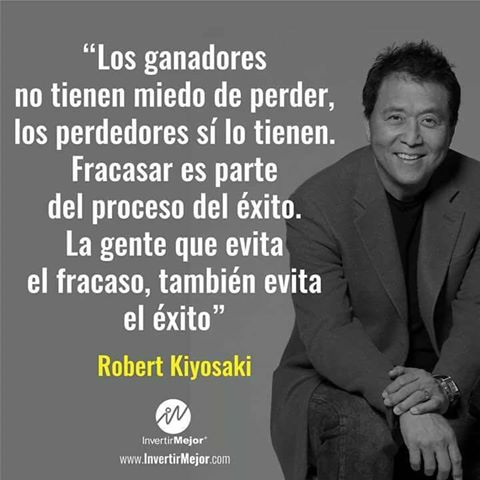 “Los ganadores
no tienen miedo de perder,
los perdedores sí lo tienen.
Fracasar es parte
del proceso del éxito.
La gente que evita
el fracaso, también evita
el éxito”
Robert Kiyosaki
InvertirMejor®
www.InvertirMejor.com